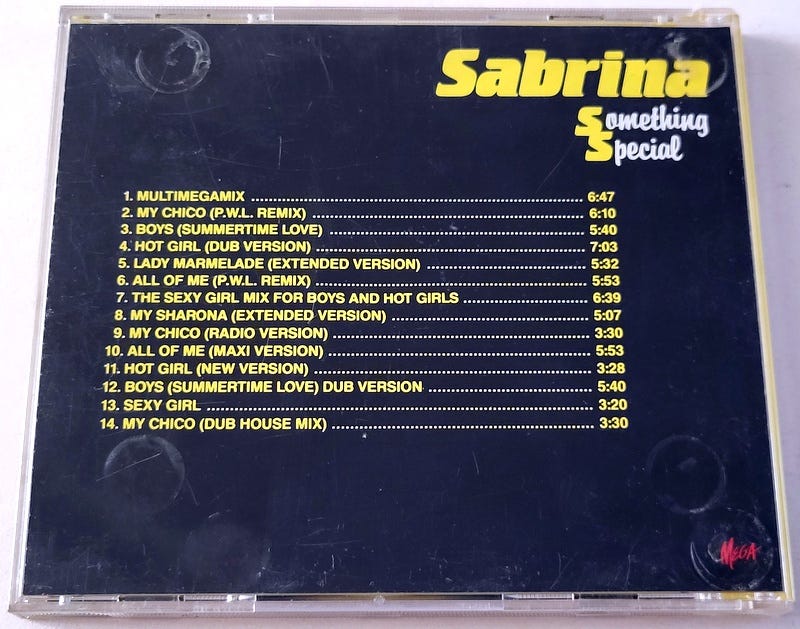 Sabrina
Something
Special
1. MULTIMEGAMIX 6:47
2. MY CHICO (P.W.L. REMIX) 6:10
3. BOYS (SUMMERTIME LOVE) 5:40
4. HOT GIRL (DUB VERSION) 7:03
5. LADY MARMELADE (EXTENDED VERSION) 5:32
6. ALL OF ME (P.W.L. REMIX) 5:53
7. THE SEXY GIRL MIX FOR BOYS AND HOT GIRLS 6:39
8. MY SHARONA (EXTENDED VERSION) 5:07
9. MY CHICO (RADIO VERSION) 3:30
10. ALL OF ME (MAXI VERSION) 5:53
11. HOT GIRL (NEW VERSION) 3:28
12. BOYS (SUMMERTIME LOVE) DUB VERSION 5:40
13. SEXY GIRL 3:20
14. MY CHICO (DUB HOUSE MIX) 3:30
MEGA